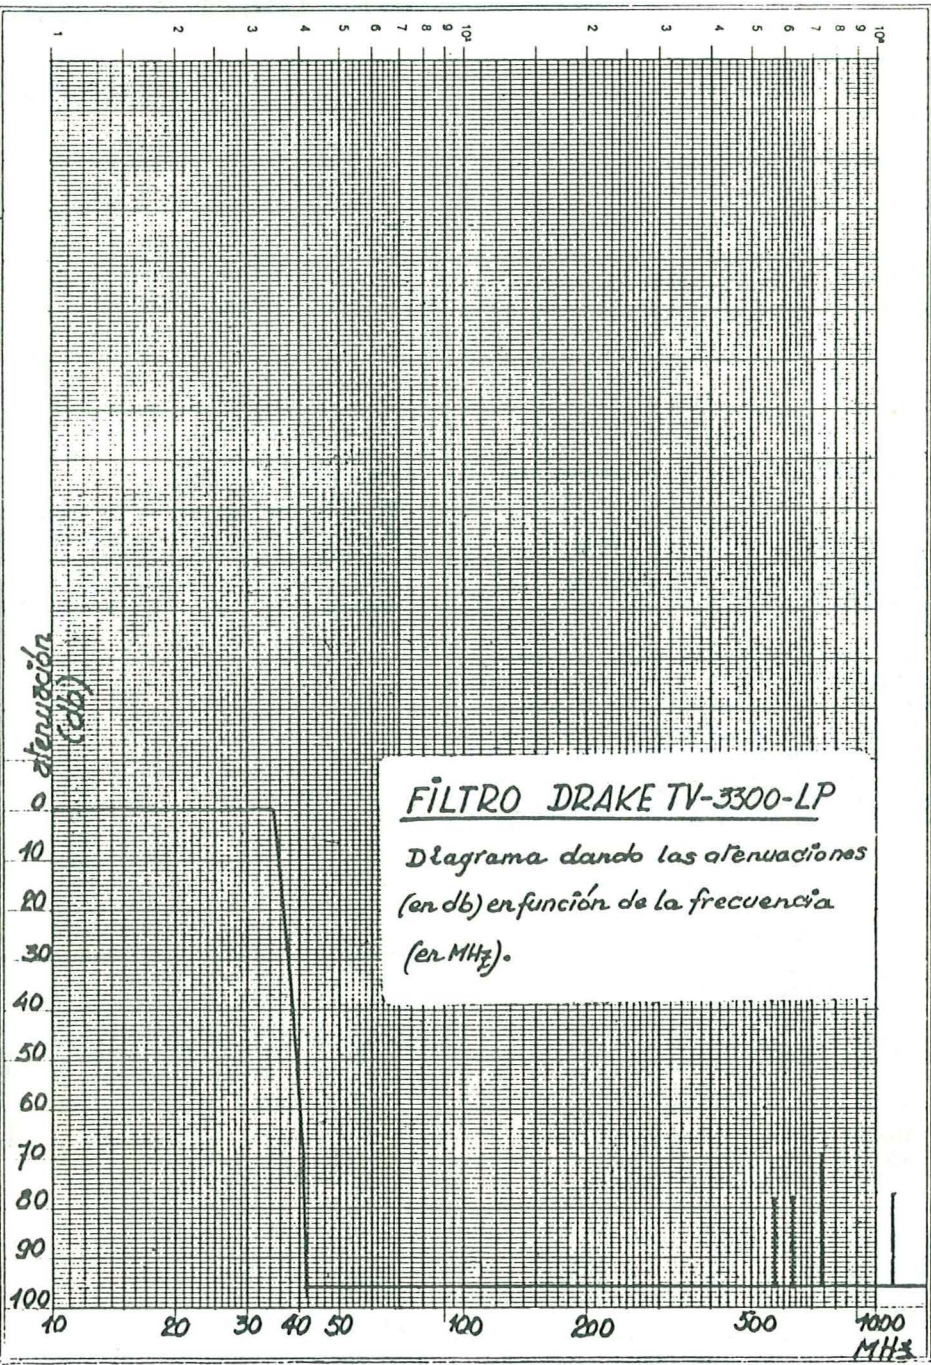 1 2 3 4 5 6 7 8 9 10¹ 2 3 4 5 6 7 8 9 10²
atenuación
(db)
0
10
20
30
40
50
60
70
80
90
100
FILTRO DRAKE TV-3300-LP
Diagrama dando las atenuaciones
(en db) en función de la frecuencia
(en MHz).
10 20 30 40 50 100 200 500 1000
MHz